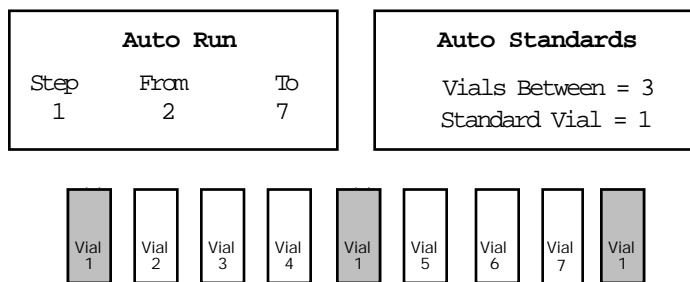 Auto Run
Step From To
1 2 7
Auto Standards
Vials Between = 3
Standard Vial = 1
Vial Vial Vial Vial Vial Vial Vial Vial Vial
1 2 3 4 1 5 6 7 1